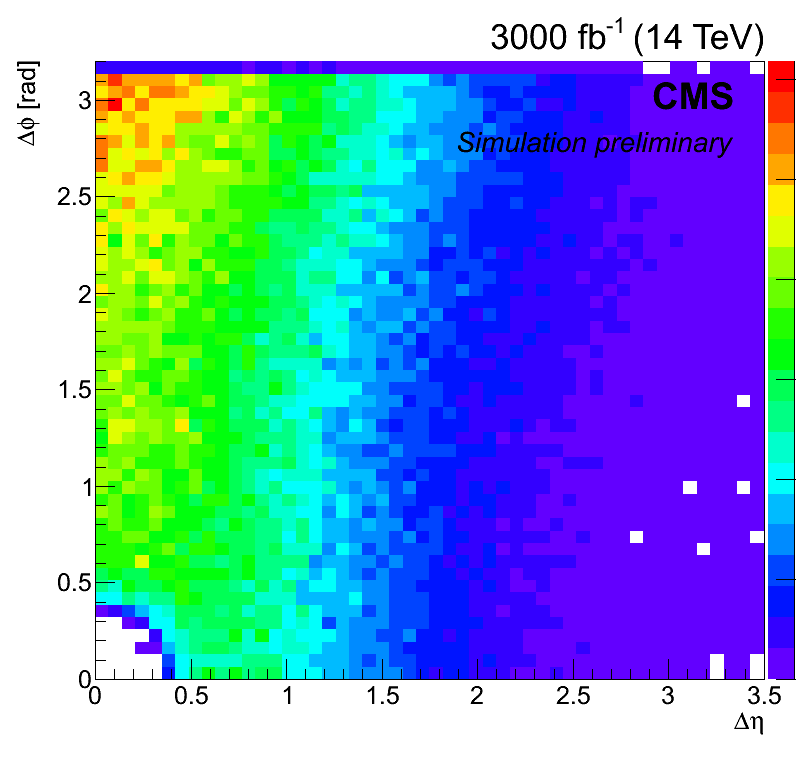 3000 fb-1 (14 TeV)
CMS
Simulation preliminary
Δϕ [rad]
3
2.5
2
1.5
1
0.5
0
0 0.5 1 1.5 2 2.5 3 3.5
Δη